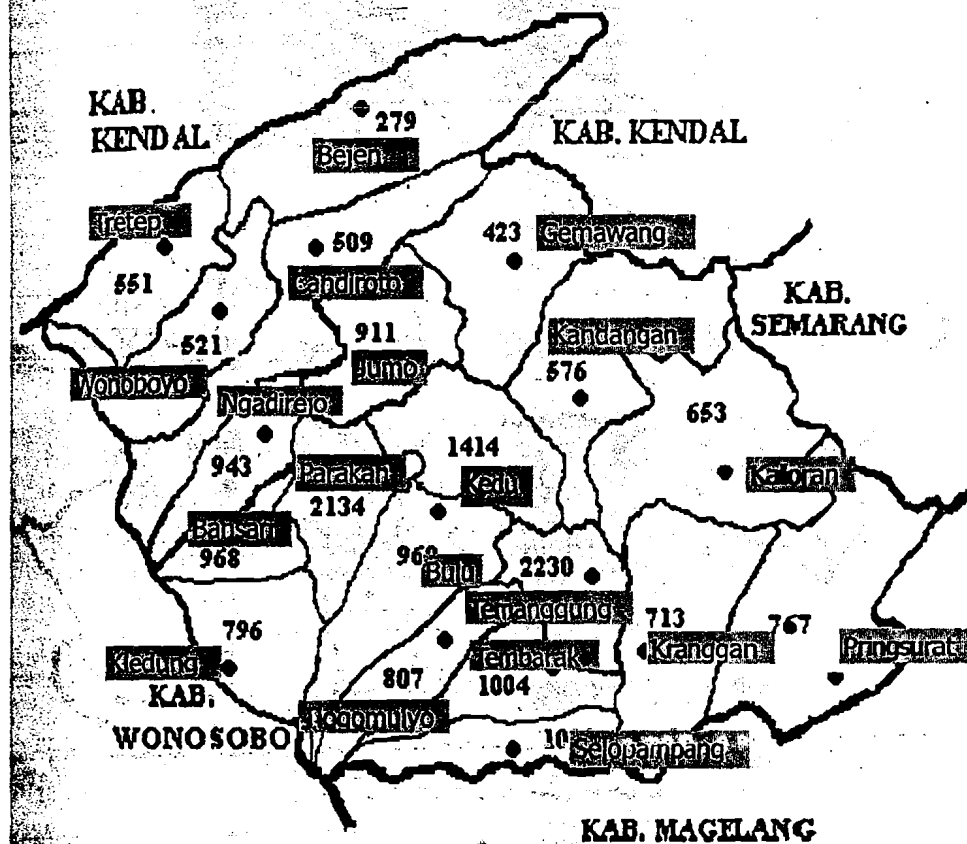 KAB.
KENDAL
279
Bejen
KAB. KENDAL
Tretep
509
423
Gemawang
551
Candiroto
KAB.
SEMARANG
521
911
Kandangan
Jumo
576
Wonoboyo
Ngadirejo
653
943
1414
Parakan
Kedu
Kaloran
2134
Bansari
968
Bulu
2230
Temanggung
796
713
767
Kledung
Tembarak
Kranggan
Pringsurat
807
1004
KAB.
WONOSOBO
Tlogomulyo
Selopampang
KAB. MAGELANG